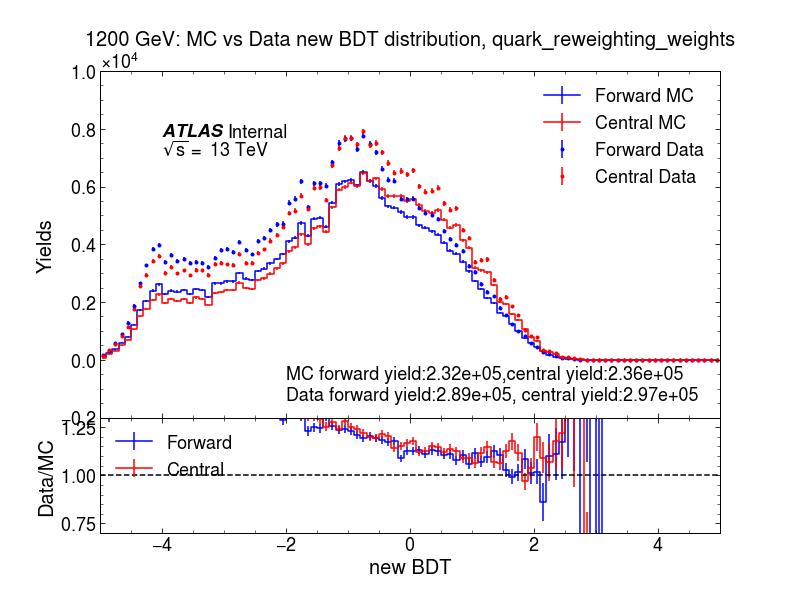 1200 GeV: MC vs Data new BDT distribution, quark_reweighting_weights
×10⁴
1.0
0.8
0.6
0.4
0.2
0.0
0.2
Yields
ATLAS Internal
√s = 13 TeV
Forward MC
Central MC
Forward Data
Central Data
MC forward yield:2.32e+05,central yield:2.36e+05
Data forward yield:2.89e+05, central yield:2.97e+05
1.25
1.00
0.75
Data/MC
Forward
Central
−4 −2 0 2 4
new BDT